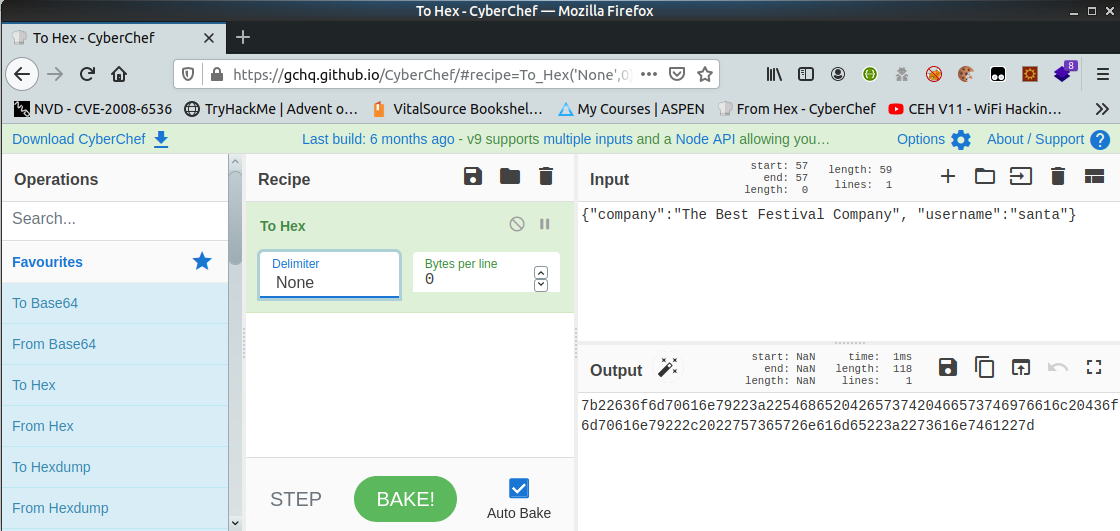 To Hex - CyberChef — Mozilla Firefox
To Hex - CyberChef
https://gchq.github.io/CyberChef/#recipe=To_Hex('None',0)
8
NVD - CVE-2008-6536
TryHackMe | Advent o…
VitalSource Bookshel…
My Courses | ASPEN
From Hex - CyberChef
CEH V11 - WiFi Hackin…
Download CyberChef
Last build: 6 months ago - v9 supports multiple inputs and a Node API allowing you…
Options
About / Support
Operations
Search...
Favourites
To Base64
From Base64
To Hex
From Hex
To Hexdump
From Hexdump
Recipe
To Hex
Delimiter
None
Bytes per line
0
STEP
BAKE!
Auto Bake
Input
start: 57
end: 57
length: 0
length: 59
lines: 1
{"company":"The Best Festival Company", "username":"santa"}
Output
start: NaN
end: NaN
length: NaN
time: 1ms
length: 118
lines: 1
7b22636f6d70616e79223a22546865204265737420466573746976616c20436f
6d70616e79222c2022757365726e616d65223a2273616e7461227d